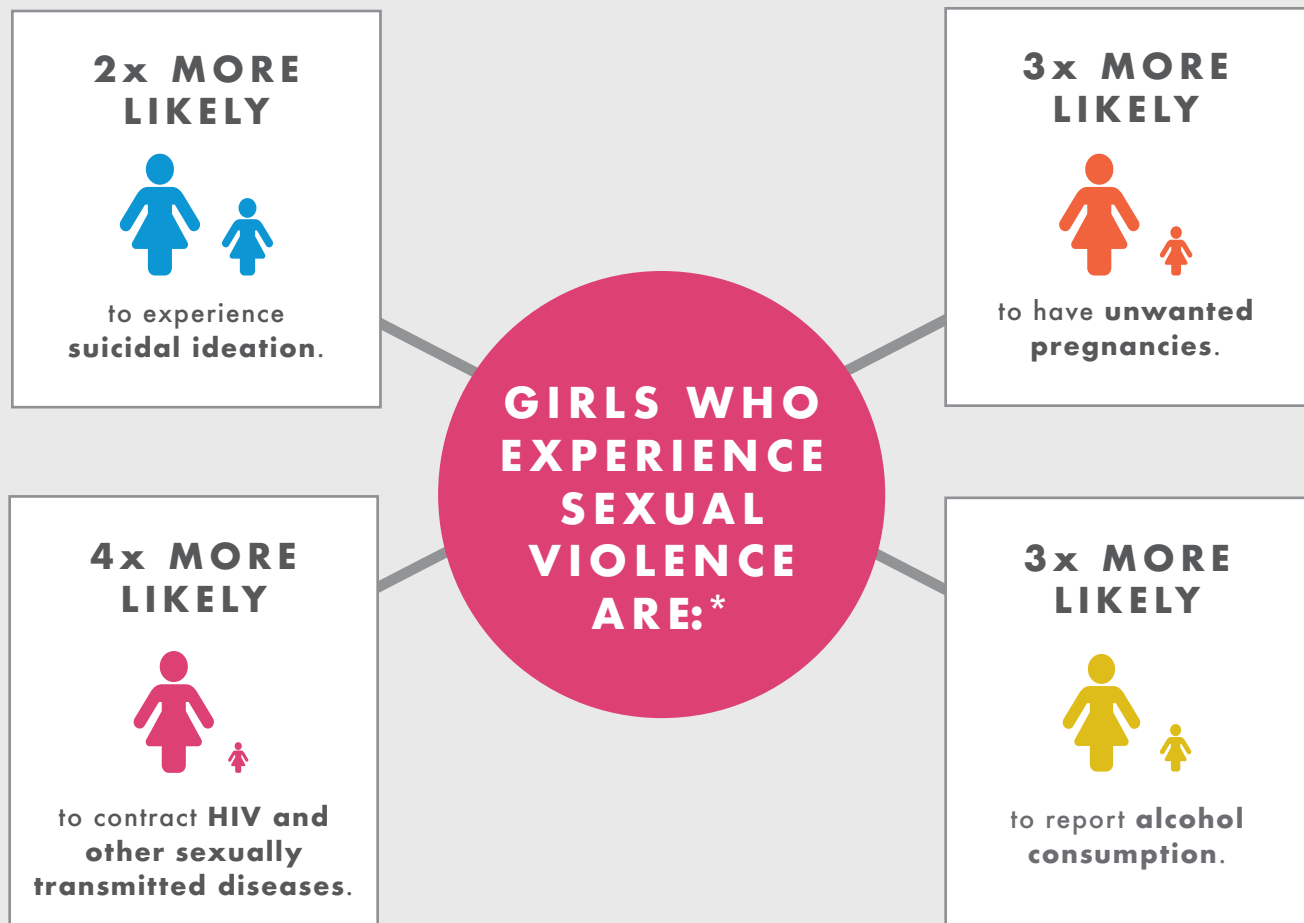 2x MORE
LIKELY
to experience
suicidal ideation.
3x MORE
LIKELY
to have unwanted
pregnancies.
GIRLS WHO
EXPERIENCE
SEXUAL
VIOLENCE
ARE:*
4x MORE
LIKELY
to contract HIV and
other sexually
transmitted diseases.
3x MORE
LIKELY
to report alcohol
consumption.